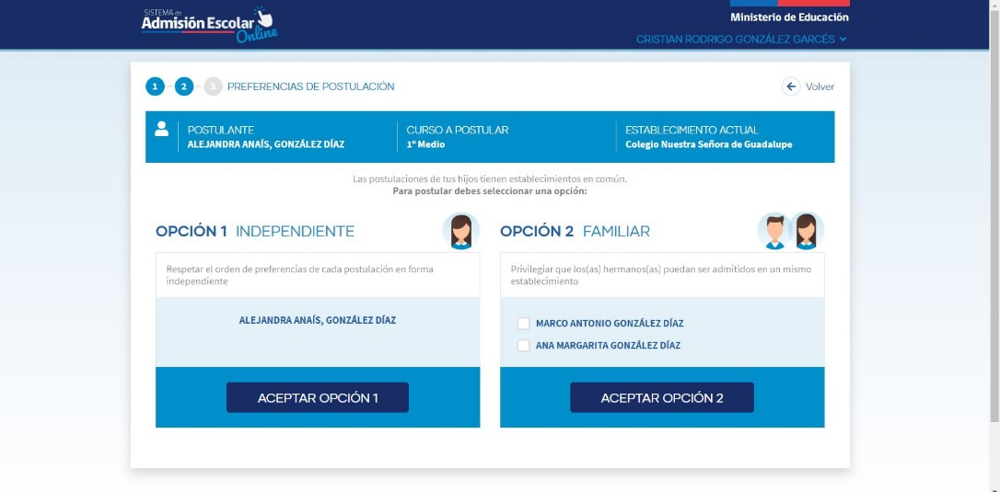 SISTEMA de
Admisión Escolar
Online
Ministerio de Educación
CRISTIAN RODRIGO GONZÁLEZ GARCÉS
1 - 2 - 3 PREFERENCIAS DE POSTULACIÓN
Volver
POSTULANTE
ALEJANDRA ANAÍS, GONZÁLEZ DÍAZ
CURSO A POSTULAR
1° Medio
ESTABLECIMIENTO ACTUAL
Colegio Nuestra Señora de Guadalupe
Las postulaciones de tus hijos tienen establecimientos en común.
Para postular debes seleccionar una opción:
OPCIÓN 1 INDEPENDIENTE
Respetar el orden de preferencias de cada postulación en forma
independiente
ALEJANDRA ANAÍS, GONZÁLEZ DÍAZ
ACEPTAR OPCIÓN 1
OPCIÓN 2 FAMILIAR
Privilegiar que los(as) hermanos(as) puedan ser admitidos en un mismo
establecimiento
MARCO ANTONIO GONZÁLEZ DÍAZ
ANA MARGARITA GONZÁLEZ DÍAZ
ACEPTAR OPCIÓN 2